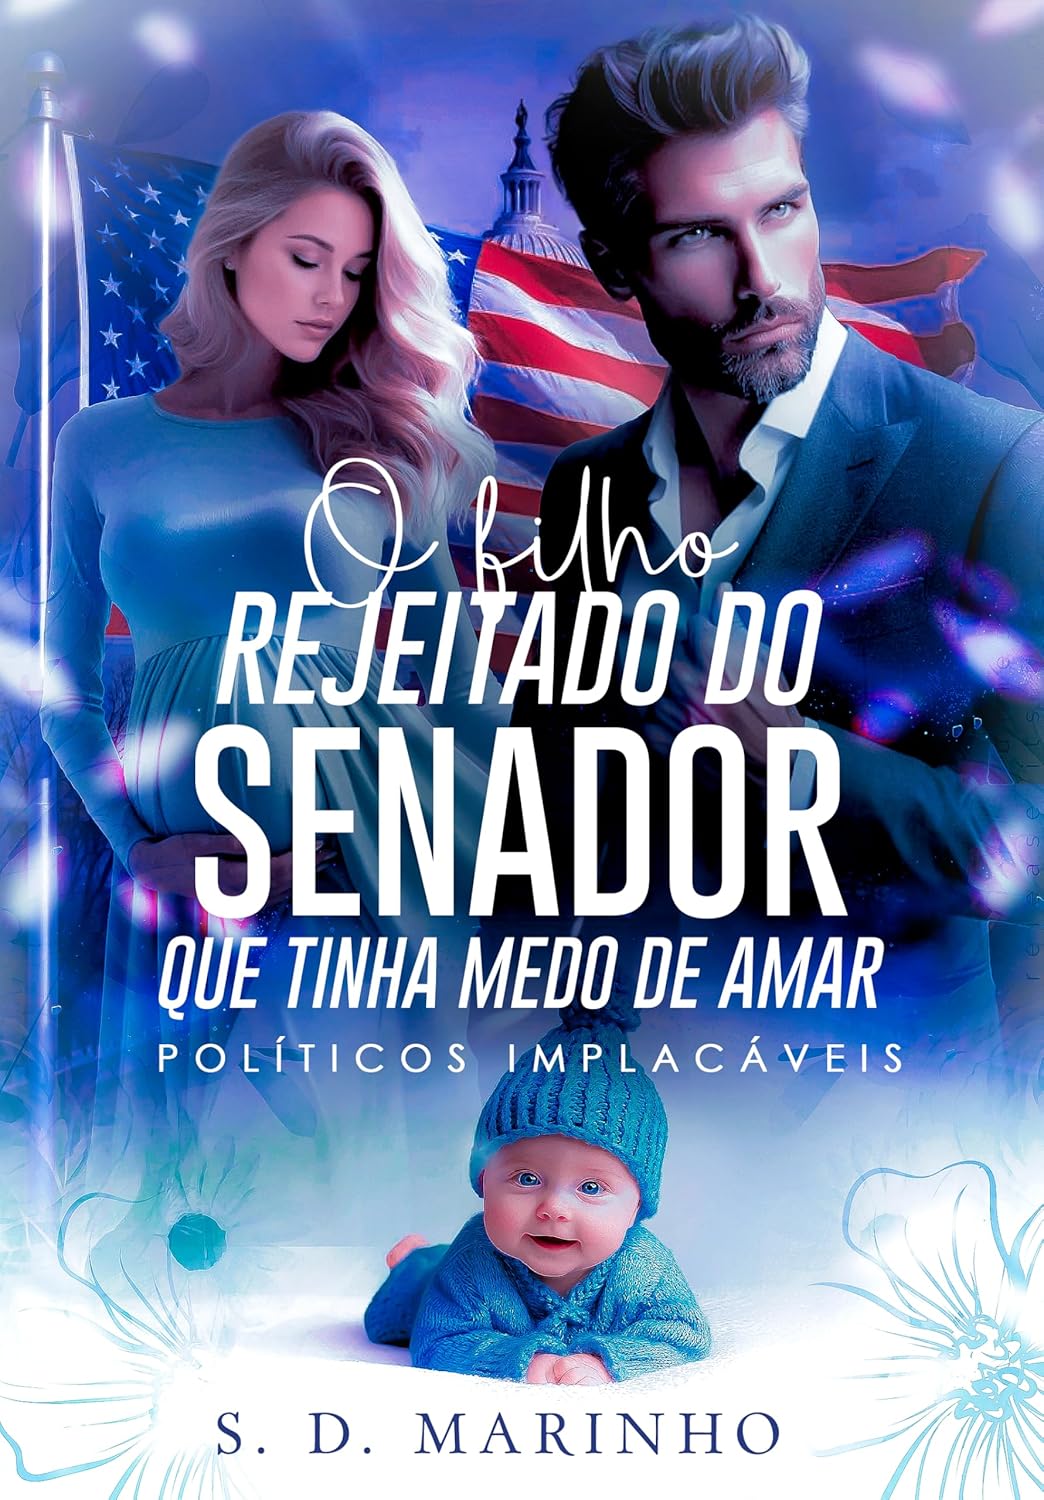 O filho
REJEITADO DO
SENADOR
QUE TINHA MEDO DE AMAR
POLÍTICOS IMPLACÁVEIS
S. D. MARINHO